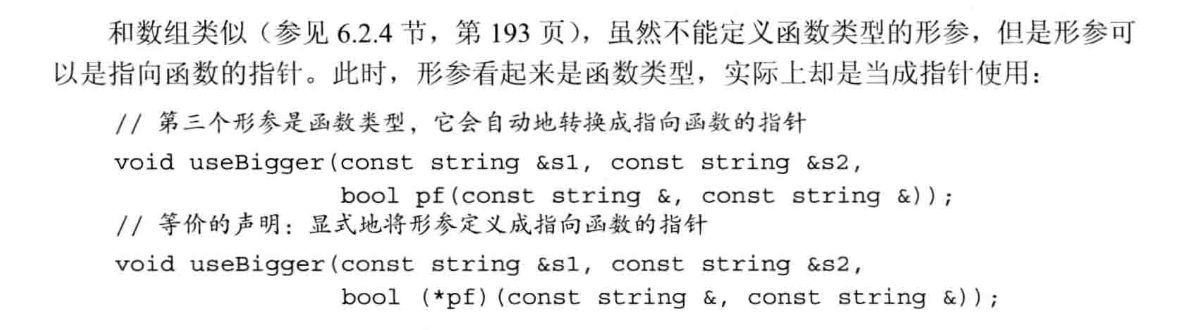 和数组类似（参见 6.2.4 节，第 193 页），虽然不能定义函数类型的形参，但是形参可
以是指向函数的指针。此时，形参看起来是函数类型，实际上却是当成指针使用：
// 第三个形参是函数类型，它会自动地转换成指向函数的指针
void useBigger(const string &s1, const string &s2,
bool pf(const string &, const string &));
// 等价的声明：显式地将形参定义成指向函数的指针
void useBigger(const string &s1, const string &s2,
bool (*pf)(const string &, const string &));